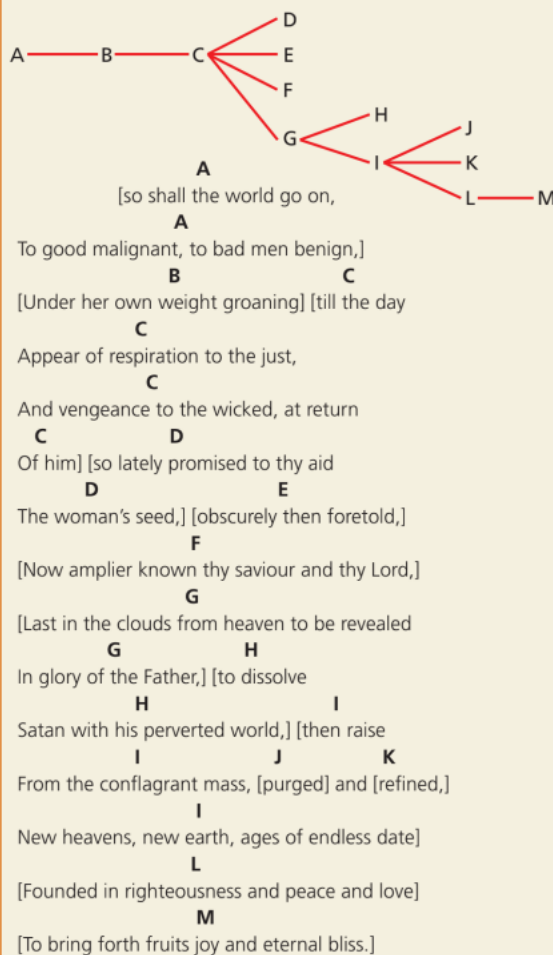 D
A B C E
F
H
G J
I K
L M
A
[so shall the world go on,
A
To good malignant, to bad men benign,]
B C
[Under her own weight groaning] [till the day
C
Appear of respiration to the just,
C
And vengeance to the wicked, at return
C D
Of him] [so lately promised to thy aid
D E
The woman's seed,] [obscurely then foretold,]
F
[Now amplier known thy saviour and thy Lord,]
G
[Last in the clouds from heaven to be revealed
G H
In glory of the Father,] [to dissolve
H I
Satan with his perverted world,] [then raise
I J K
From the conflagrant mass, [purged] and [refined,]
I
New heavens, new earth, ages of endless date]
L
[Founded in righteousness and peace and love]
M
[To bring forth fruits joy and eternal bliss.]